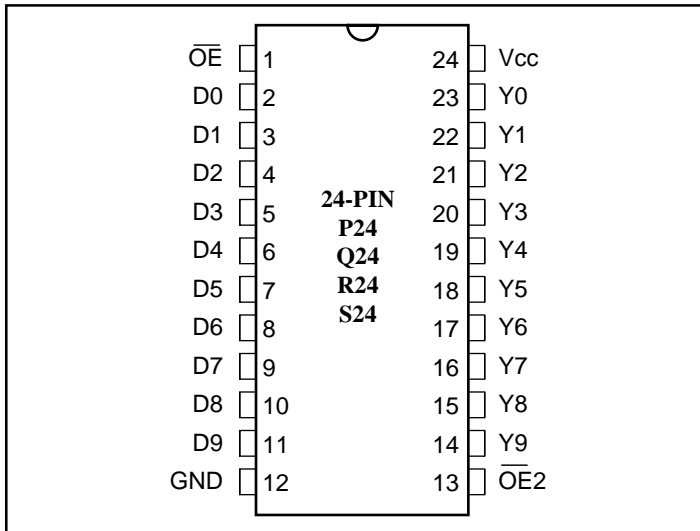 O̅E̅ 1 24 Vcc
D0 2 23 Y0
D1 3 22 Y1
D2 4 21 Y2
D3 5 20 Y3
D4 6 19 Y4
D5 7 18 Y5
D6 8 17 Y6
D7 9 16 Y7
D8 10 15 Y8
D9 11 14 Y9
GND 12 13 O̅E̅2
24-PIN
P24
Q24
R24
S24